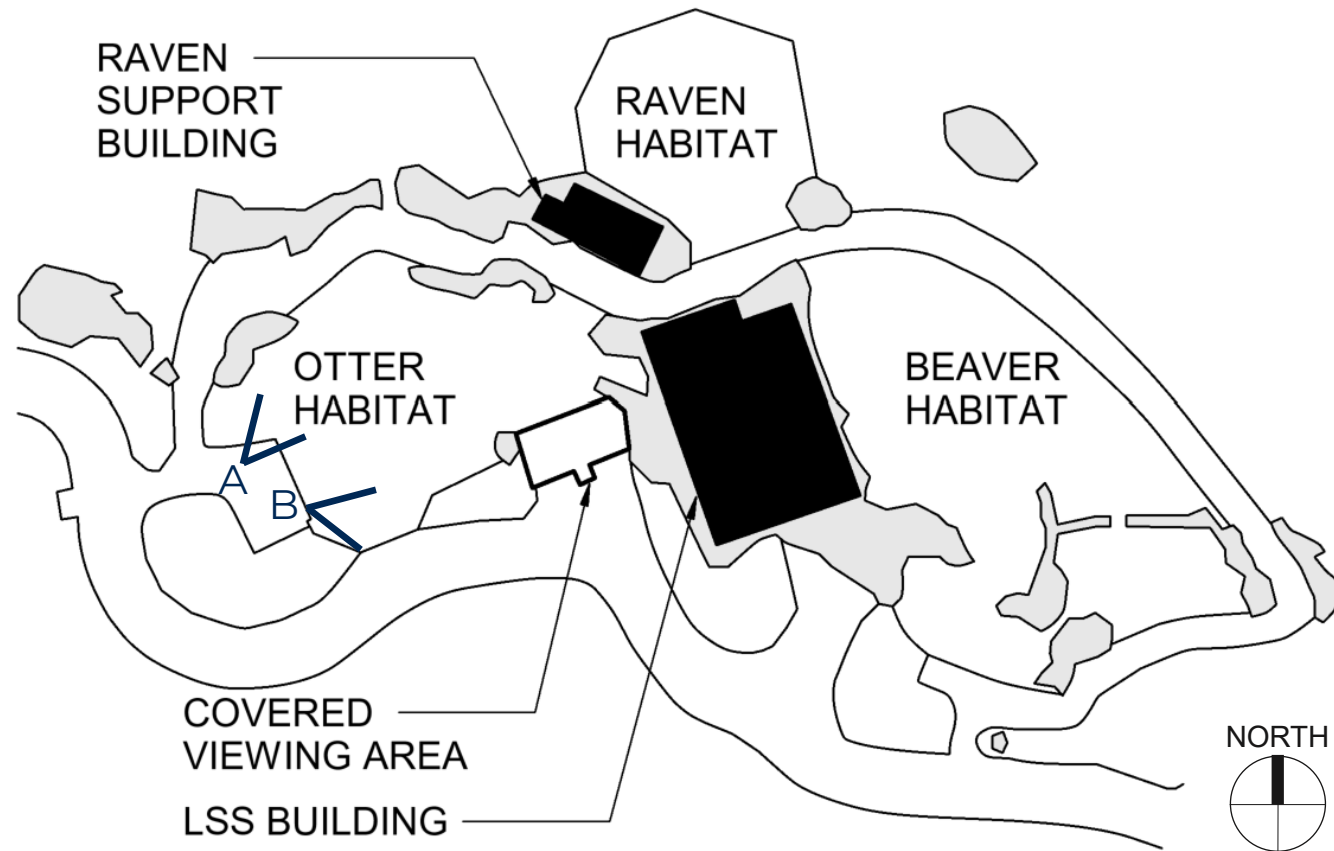 RAVEN
SUPPORT
BUILDING
RAVEN
HABITAT
OTTER
HABITAT
BEAVER
HABITAT
A
B
COVERED
VIEWING AREA
LSS BUILDING
NORTH